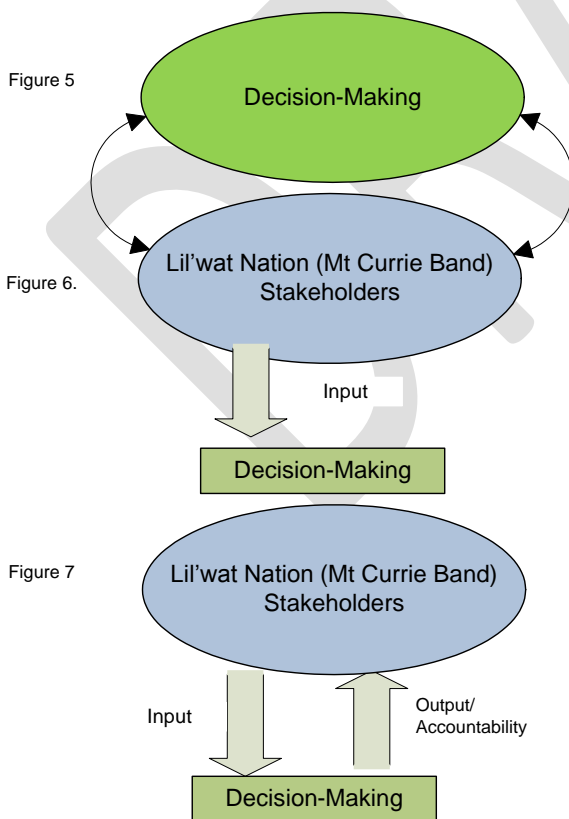 Figure 5
Decision-Making
Figure 6.
Lil'wat Nation (Mt Currie Band)
Stakeholders
Input
Decision-Making
Figure 7
Lil'wat Nation (Mt Currie Band)
Stakeholders
Input
Output/
Accountability
Decision-Making